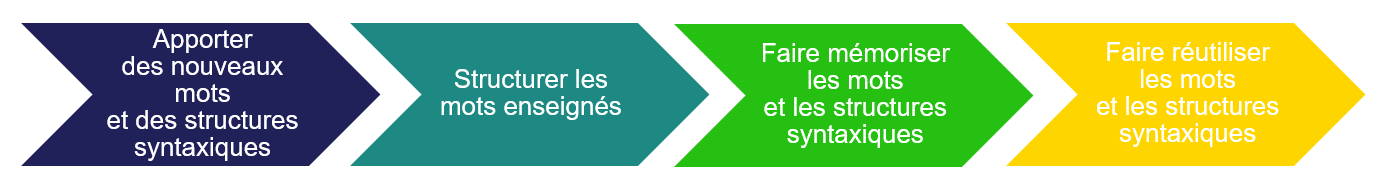 Apporter
des nouveaux
mots
et des structures
syntaxiques
Structurer les
mots enseignés
Faire mémoriser
les mots
et les structures
syntaxiques
Faire réutiliser
les mots
et les structures
syntaxiques